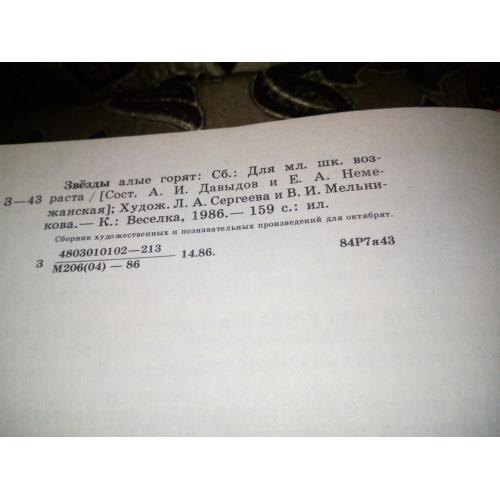 Звёзды алые горят: Сб.: Для мл. шк. воз-
З—43 раста / [Сост. А. И. Давыдов и Е. А. Неме-
жанская]; Худож. Л. А. Сергеева и В. И. Мельни-
кова.— К.: Веселка, 1986.— 159 с.: ил.
Сборник художественных и познавательных произведений для октябрят.
З 4803010102—213 14.86. 84Р7я43
М206(04) — 86